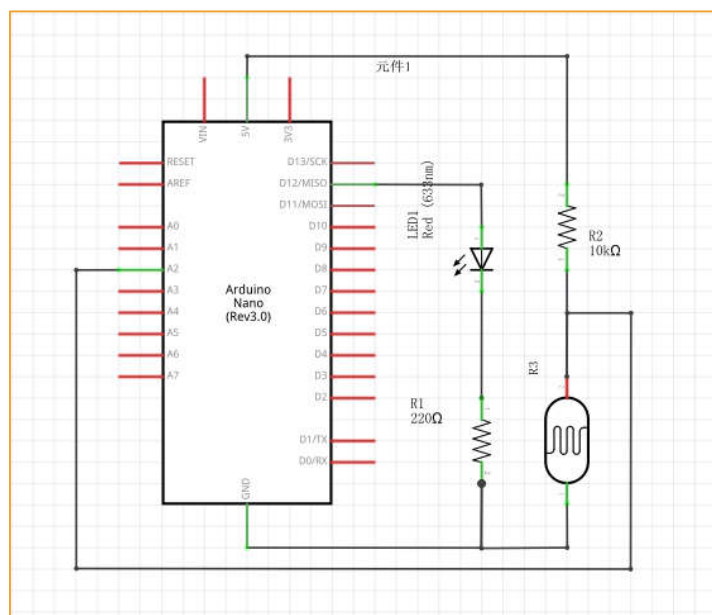 元件1
VIN
5V
3V3
RESET
AREF
A0
A1
A2
A3
A4
A5
A6
A7
Arduino
Nano
(Rev3.0)
D13/SCK
D12/MISO
D11/MOSI
D10
D9
D8
D7
D6
D5
D4
D3
D2
D1/TX
D0/RX
GND
LED1
Red (633nm)
R1
220Ω
R2
10kΩ
R3